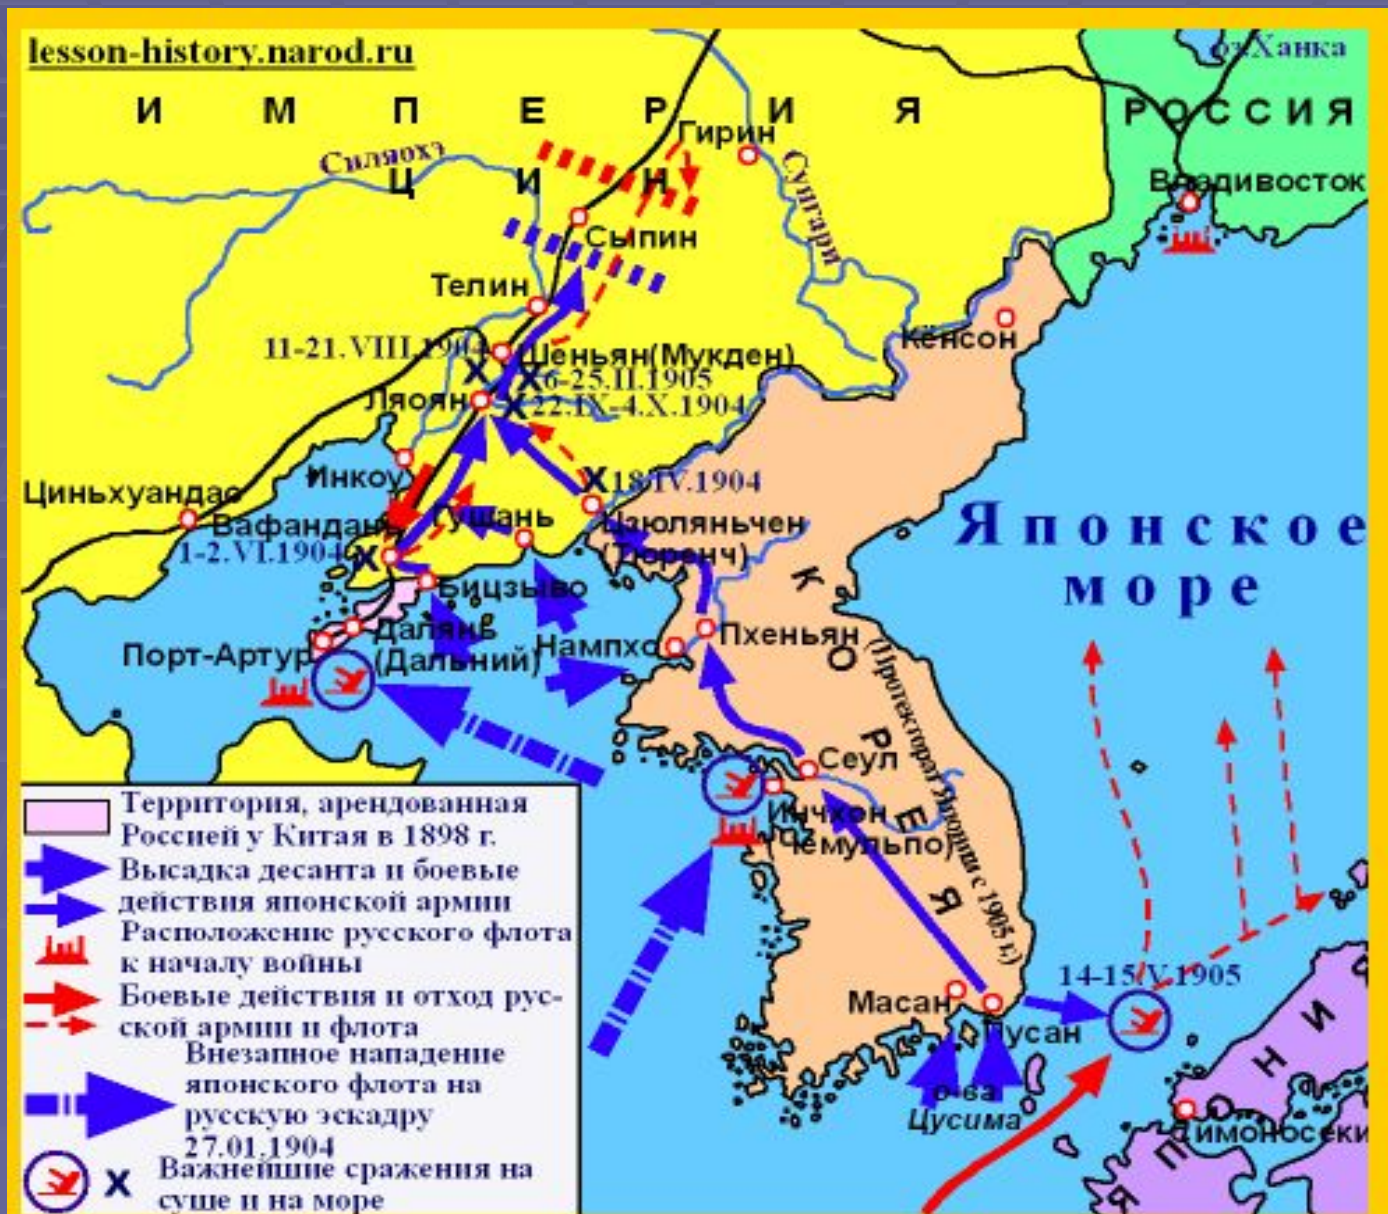 lesson-history.narod.ru
оз.Ханка
И М П Е Р И Я
РОССИЯ
Гирин
Силяохэ
Ц И Н
Сунгари
Владивосток
Сыпин
Телин
Кёнсон
11-21.VIII.1904
Шеньян(Мукден)
6-25.II.1905
Ляоян
22.IX-4.X.1904
Инкоу
18.IV.1904
Циньхуандао
Вафандянь
Гушань
Цзюляньчен
(Тюренч)
1-2.VI.1904
Японское
море
Бицзыво
Далянь
(Дальний)
Нампхо
Пхеньян
Порт-Артур
К О Р Е Я
(Протекторат Японии с 1905 г.)
Сеул
Инчхон
(Чемульпо)
14-15.V.1905
Масан
Пусан
о-ва
Цусима
Симоносеки
Я П О Н И Я
Территория, арендованная
Россией у Китая в 1898 г.
Высадка десанта и боевые
действия японской армии
Расположение русского флота
к началу войны
Боевые действия и отход рус-
ской армии и флота
Внезапное нападение
японского флота на
русскую эскадру
27.01.1904
Важнейшие сражения на
суше и на море